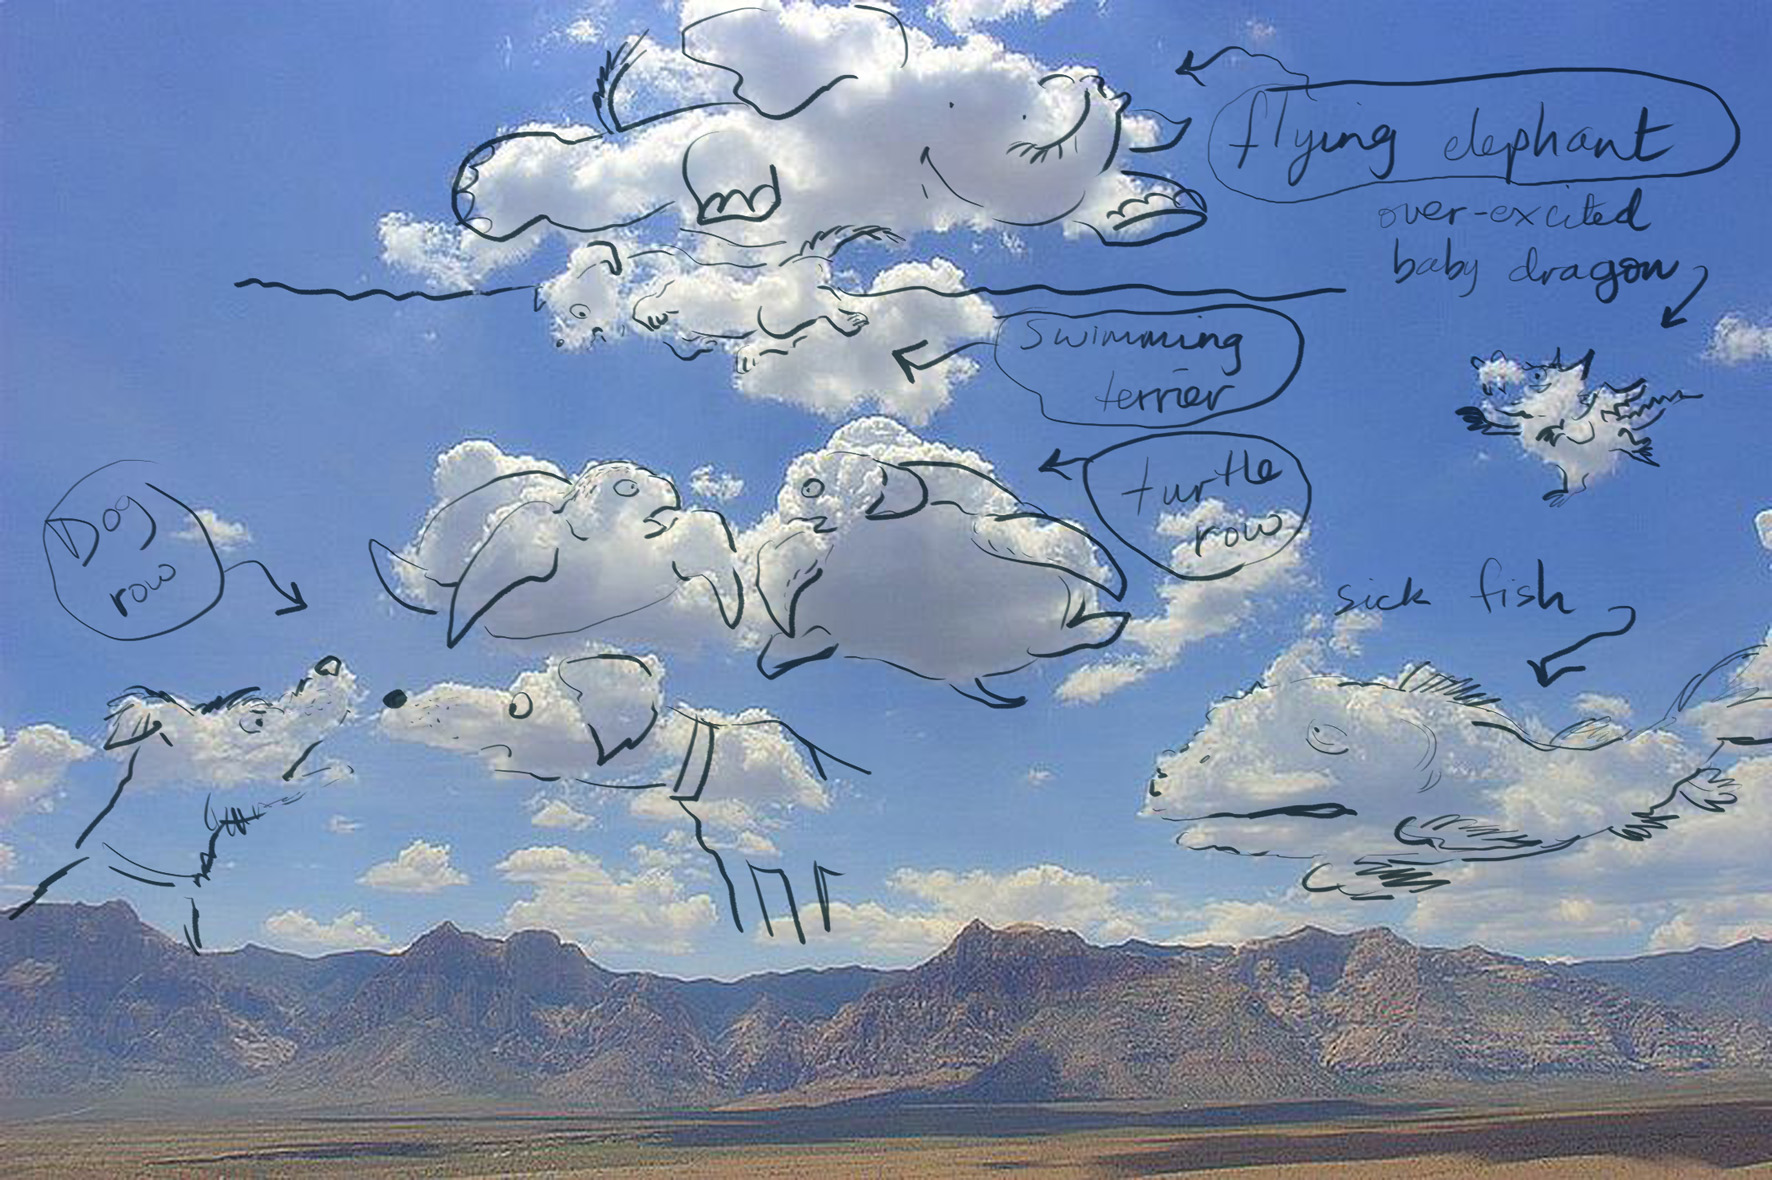 flying elephant
over-excited
baby dragon
swimming
terrier
turtle
row
Dog
row
sick fish